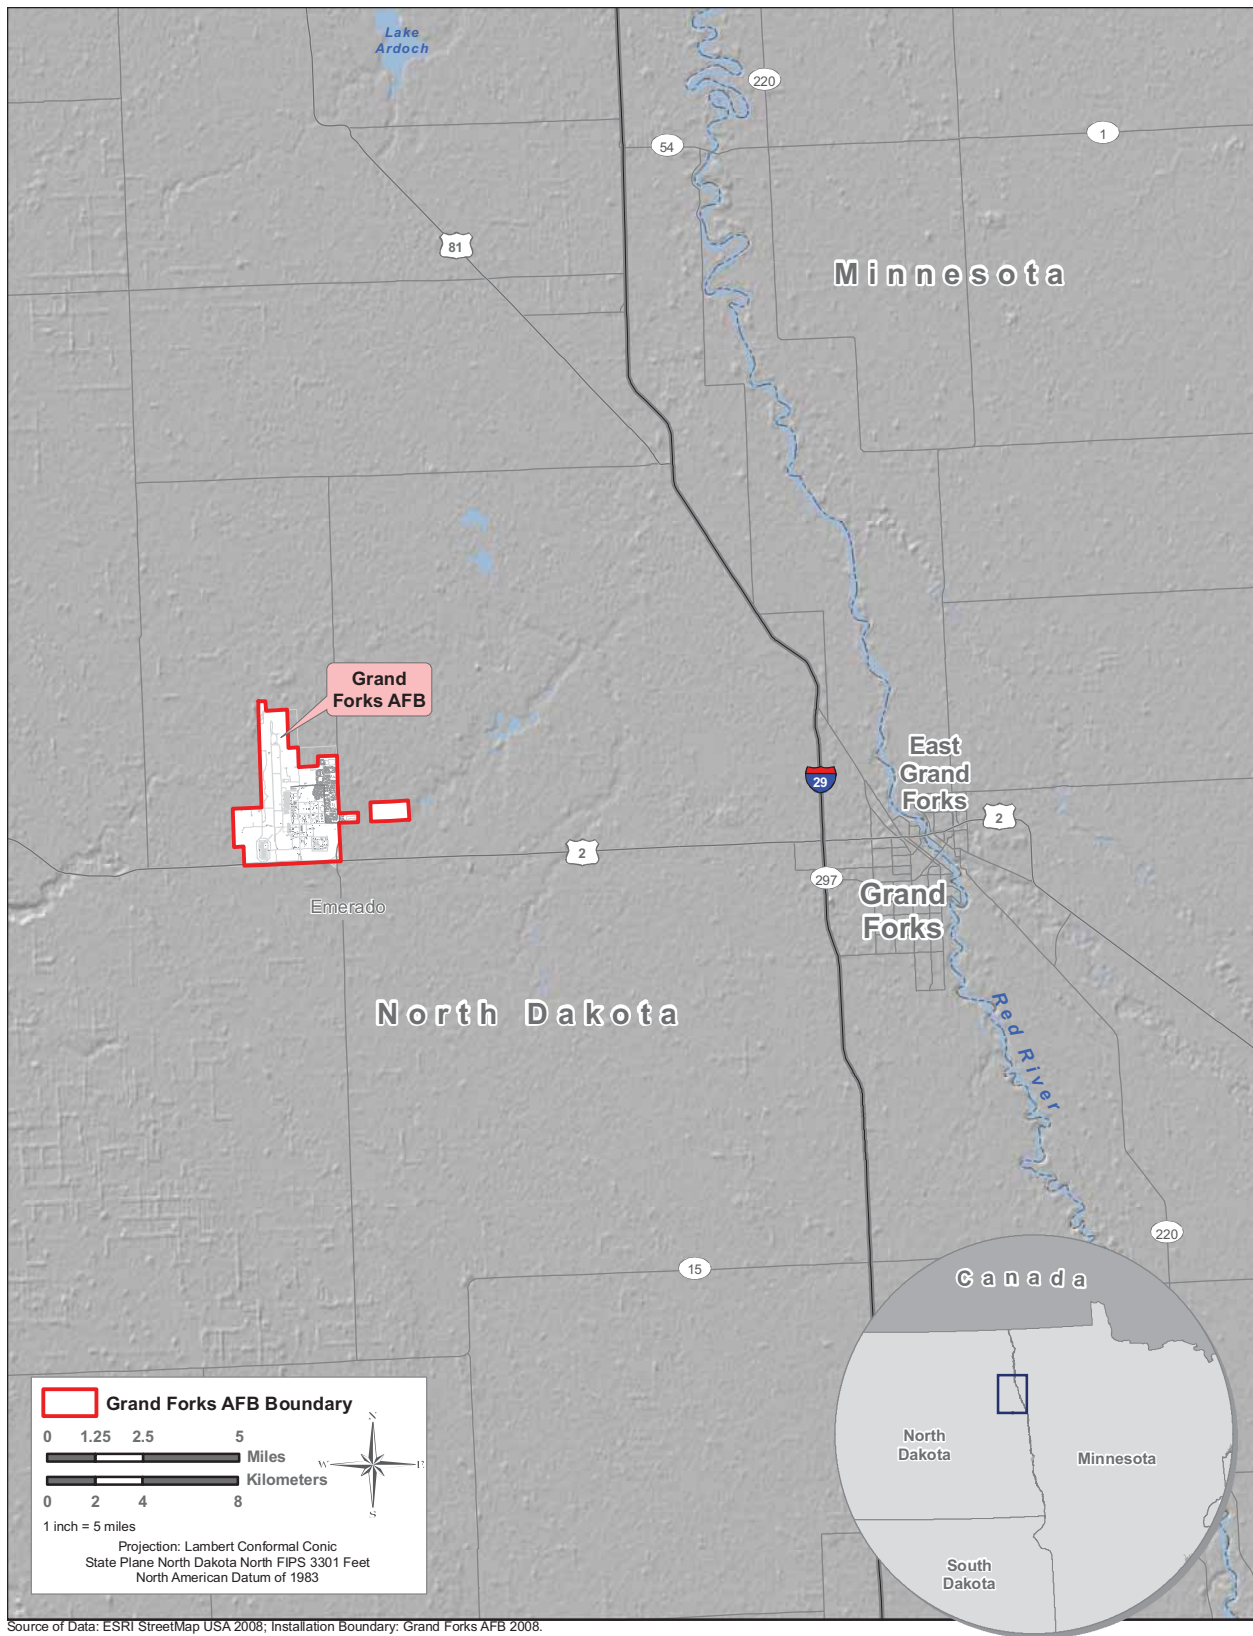 Lake
Ardoch
220
54
1
81
Minnesota
Grand
Forks AFB
East
Grand
Forks
29
2
2
297
Grand
Forks
Emerado
North Dakota
Red River
220
15
Canada
North
Dakota
Minnesota
South
Dakota
Grand Forks AFB Boundary
0 1.25 2.5 5
Miles
Kilometers
0 2 4 8
N
W E
S
1 inch = 5 miles
Projection: Lambert Conformal Conic
State Plane North Dakota North FIPS 3301 Feet
North American Datum of 1983
Source of Data: ESRI StreetMap USA 2008; Installation Boundary: Grand Forks AFB 2008.